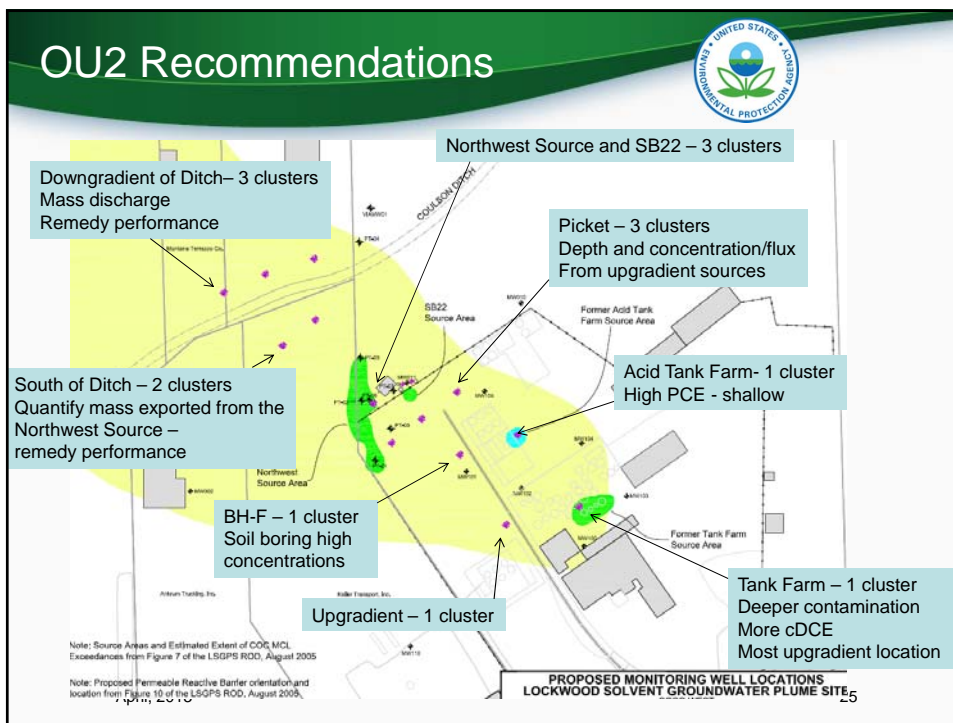 OU2 Recommendations
UNITED STATES
ENVIRONMENTAL PROTECTION AGENCY
Northwest Source and SB22 – 3 clusters
Downgradient of Ditch– 3 clusters
Mass discharge
Remedy performance
COULSON DITCH
Picket – 3 clusters
Depth and concentration/flux
From upgradient sources
SB22
Source Area
Former Acid Tank
Farm Source Area
Acid Tank Farm- 1 cluster
High PCE - shallow
South of Ditch – 2 clusters
Quantify mass exported from the
Northwest Source –
remedy performance
Northwest
Source Area
BH-F – 1 cluster
Soil boring high
concentrations
Former Tank Farm
Source Area
Upgradient – 1 cluster
Tank Farm – 1 cluster
Deeper contamination
More cDCE
Most upgradient location
Keller Transport, Inc.
Note: Source Areas and Estimated Extent of COC MCL
Exceedances from Figure 7 of the LSGPS ROD, August 2005
Note: Proposed Permeable Reactive Barrier orientation and
location from Figure 10 of the LSGPS ROD, August 2005
PROPOSED MONITORING WELL LOCATIONS
LOCKWOOD SOLVENT GROUNDWATER PLUME SITE
25